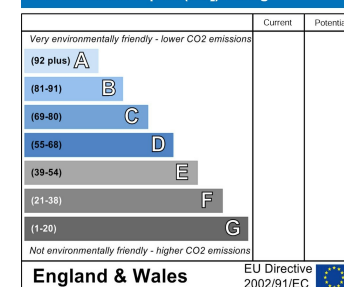 Current
Very environmentally friendly - lower CO2 emissions
(92 plus) A
(81-91) B
(69-80) C
(55-68) D
(39-54) E
(21-38) F
(1-20) G
Not environmentally friendly - higher CO2 emissions
England & Wales
EU Directive
2002/91/EC